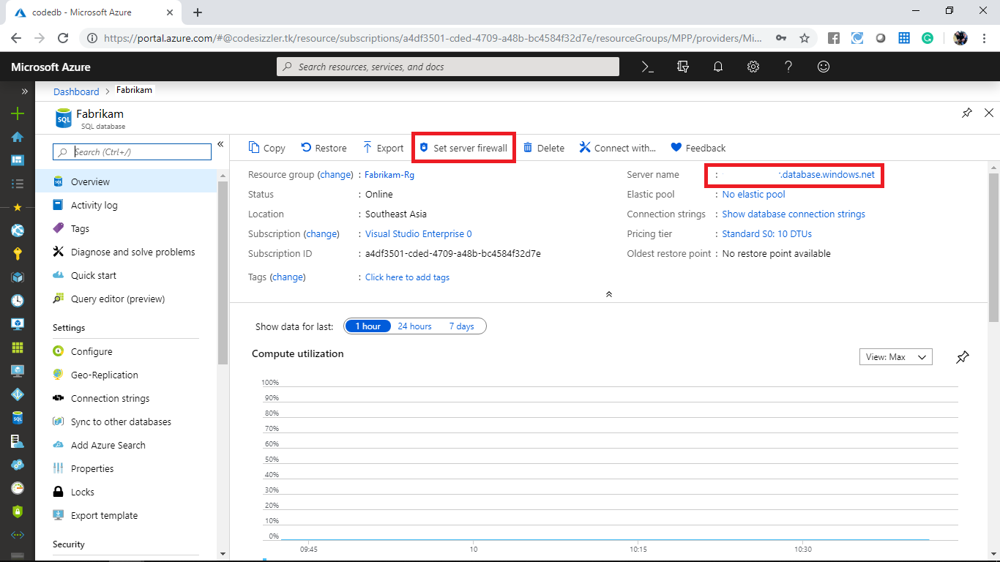 codedb - Microsoft Azure
https://portal.azure.com/#@codesizzler.tk/resource/subscriptions/a4df3501-cded-4709-a48b-bc4584f32d7e/resourceGroups/MPP/providers/Mi...
Microsoft Azure
Search resources, services, and docs
Dashboard > Fabrikam
Fabrikam
SQL database
Search (Ctrl+/)
Overview
Activity log
Tags
Diagnose and solve problems
Quick start
Query editor (preview)
Settings
Configure
Geo-Replication
Connection strings
Sync to other databases
Add Azure Search
Properties
Locks
Export template
Security
Copy Restore Export Set server firewall Delete Connect with... Feedback
Resource group (change) : Fabrikam-Rg
Status : Online
Location : Southeast Asia
Subscription (change) : Visual Studio Enterprise 0
Subscription ID : a4df3501-cded-4709-a48b-bc4584f32d7e
Tags (change) : Click here to add tags
Server name : .database.windows.net
Elastic pool : No elastic pool
Connection strings : Show database connection strings
Pricing tier : Standard S0: 10 DTUs
Oldest restore point : No restore point available
Show data for last: 1 hour 24 hours 7 days
Compute utilization
View: Max
100%
90%
80%
70%
60%
50%
40%
30%
20%
10%
0%
09:45 10 10:15 10:30